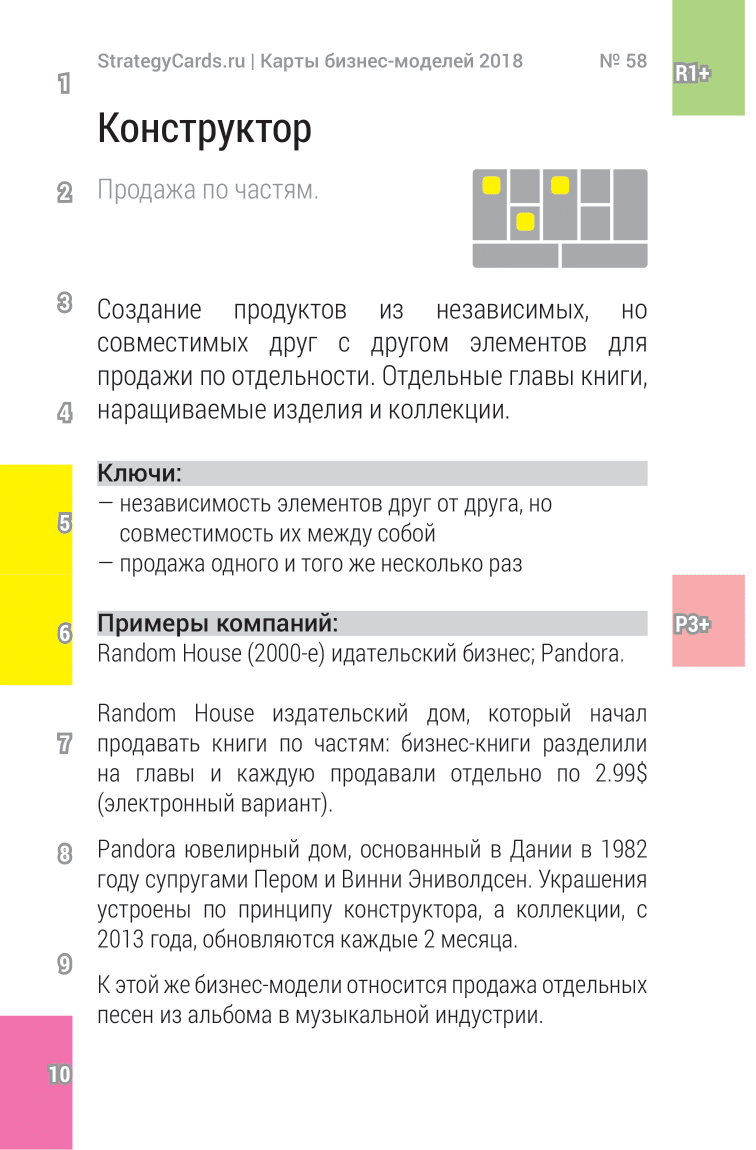 StrategyCards.ru | Карты бизнес-моделей 2018 № 58
R1+
1
Конструктор
2
Продажа по частям.
3
Создание продуктов из независимых, но
совместимых друг с другом элементов для
продажи по отдельности. Отдельные главы книги,
4
наращиваемые изделия и коллекции.
Ключи:
— независимость элементов друг от друга, но
5
совместимость их между собой
— продажа одного и того же несколько раз
Примеры компаний:
P3+
6
Random House (2000-е) идательский бизнес; Pandora.
Random House издательский дом, который начал
7
продавать книги по частям: бизнес-книги разделили
на главы и каждую продавали отдельно по 2.99$
(электронный вариант).
8
Pandora ювелирный дом, основанный в Дании в 1982
году супругами Пером и Винни Эниволдсен. Украшения
устроены по принципу конструктора, а коллекции, с
2013 года, обновляются каждые 2 месяца.
9
К этой же бизнес-модели относится продажа отдельных
песен из альбома в музыкальной индустрии.
10